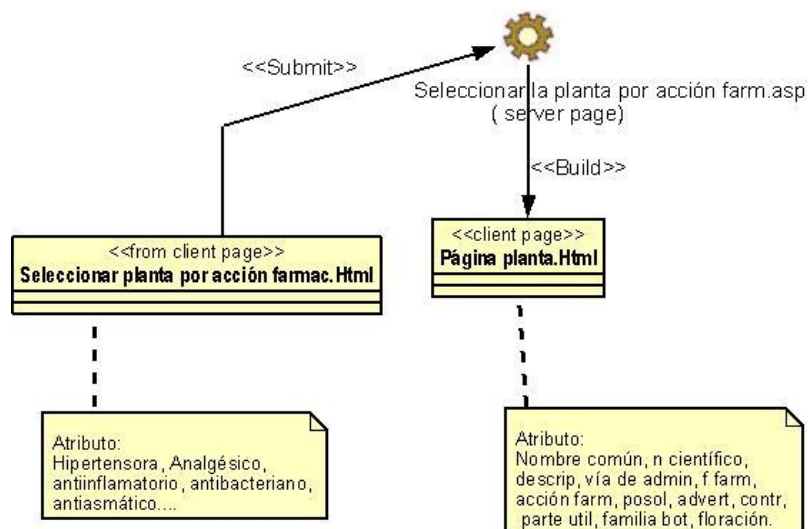 <<Submit>>
Seleccionar la planta por acción farm.asp
( server page)
<<Build>>
<<from client page>>
Seleccionar planta por acción farmac.Html
<<client page>>
Página planta.Html
Atributo:
Hipertensora, Analgésico,
antiinflamatorio, antibacteriano,
antiasmático....
Atributo:
Nombre común, n científico,
descrip, vía de admin, f farm,
acción farm, posol, advert, contr,
parte util, familia bot, floración.